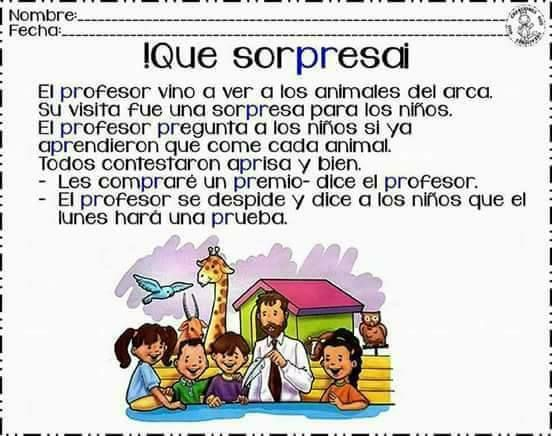 Nombre:
Fecha:
!Que sorpresa¡
El profesor vino a ver a los animales del arca.
Su visita fue una sorpresa para los niños.
El profesor pregunta a los niños si ya
aprendieron que come cada animal.
Todos contestaron aprisa y bien.
- Les compraré un premio- dice el profesor.
- El profesor se despide y dice a los niños que el
lunes hará una prueba.